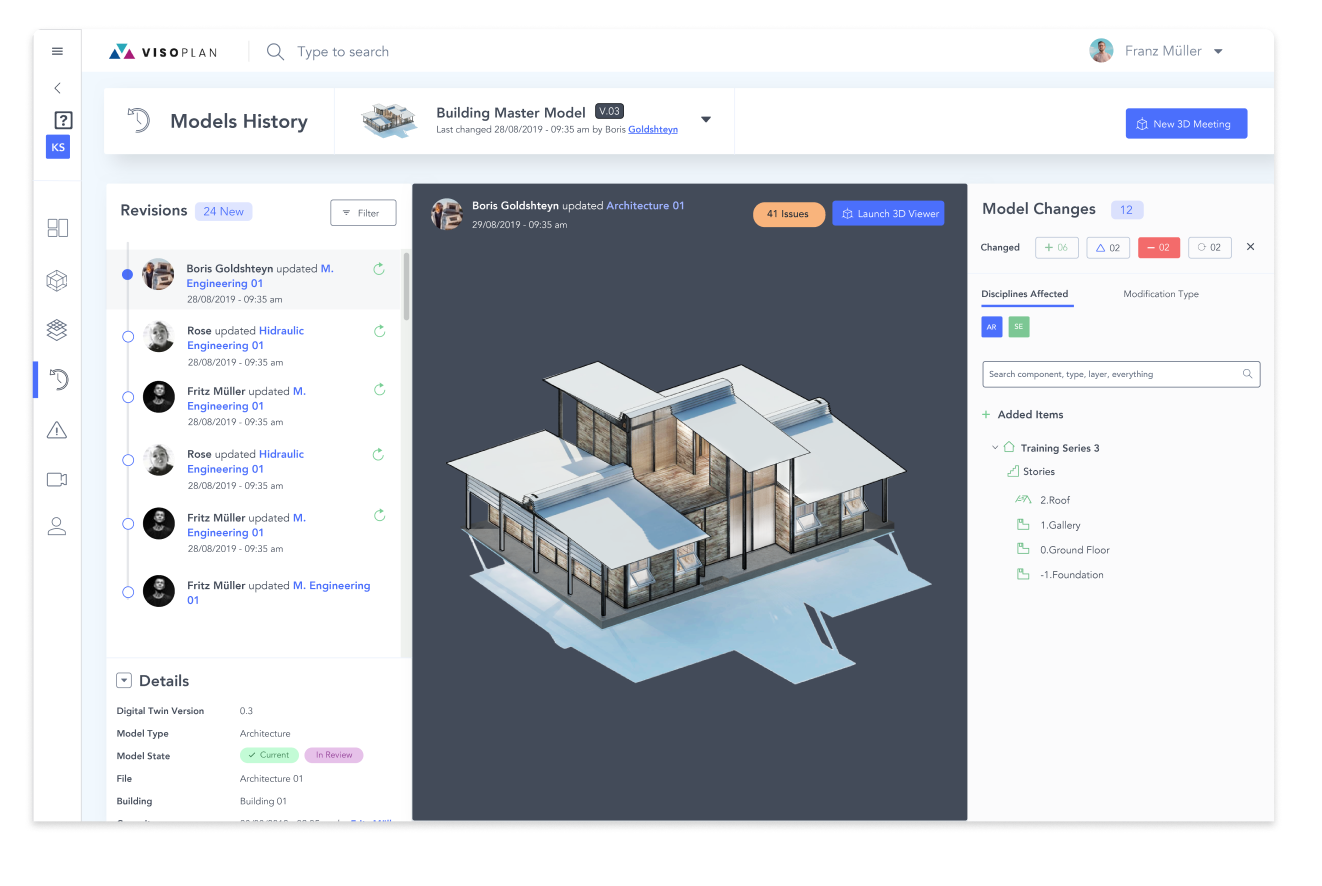 VISOPLAN
Type to search
Franz Müller
?
KS
Models History
Building Master Model V.03
Last changed 28/08/2019 - 09:35 am by Boris Goldshteyn
New 3D Meeting
Revisions 24 New
Filter
Boris Goldshteyn updated M.
Engineering 01
28/08/2019 - 09:35 am
Rose updated Hidraulic
Engineering 01
28/08/2019 - 09:35 am
Fritz Müller updated M.
Engineering 01
28/08/2019 - 09:35 am
Rose updated Hidraulic
Engineering 01
28/08/2019 - 09:35 am
Fritz Müller updated M.
Engineering 01
28/08/2019 - 09:35 am
Fritz Müller updated M. Engineering
01
Details
Digital Twin Version 0.3
Model Type Architecture
Model State Current In Review
File Architecture 01
Building Building 01
Boris Goldshteyn updated Architecture 01
29/08/2019 - 09:35 am
41 Issues
Launch 3D Viewer
Model Changes 12
Changed + 06 02 − 02 02
Disciplines Affected Modification Type
AR SE
Search component, type, layer, everything
+ Added Items
Training Series 3
Stories
2.Roof
1.Gallery
0.Ground Floor
-1.Foundation